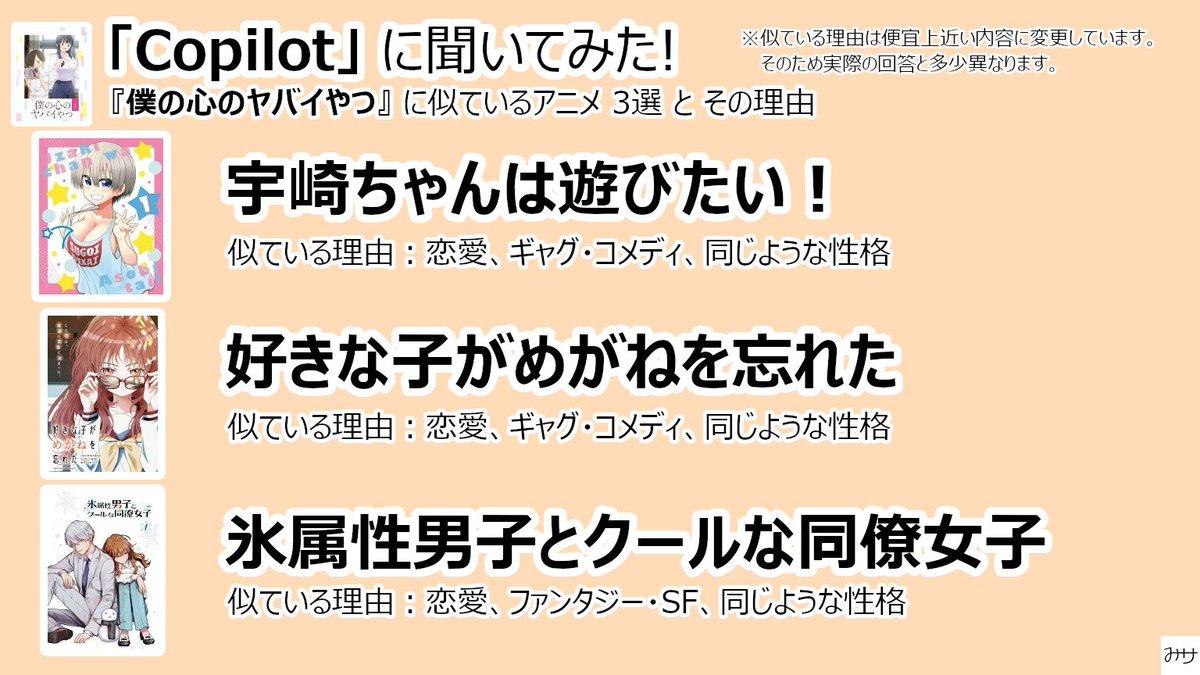 「Copilot」に聞いてみた!
※似ている理由は便宜上近い内容に変更しています。
そのため実際の回答と多少異なります。
『僕の心のヤバイやつ』に似ているアニメ 3選 と その理由
僕の心の
ヤバイやつ
宇崎ちゃんは遊びたい！
似ている理由：恋愛、ギャグ・コメディ、同じような性格
1
SUGOI
DEKAI
好きな子がめがねを忘れた
似ている理由：恋愛、ギャグ・コメディ、同じような性格
好きな子が
めがねを
忘れた
氷属性男子とクールな同僚女子
似ている理由：恋愛、ファンタジー・SF、同じような性格
氷属性男子と
クールな同僚女子
みサ